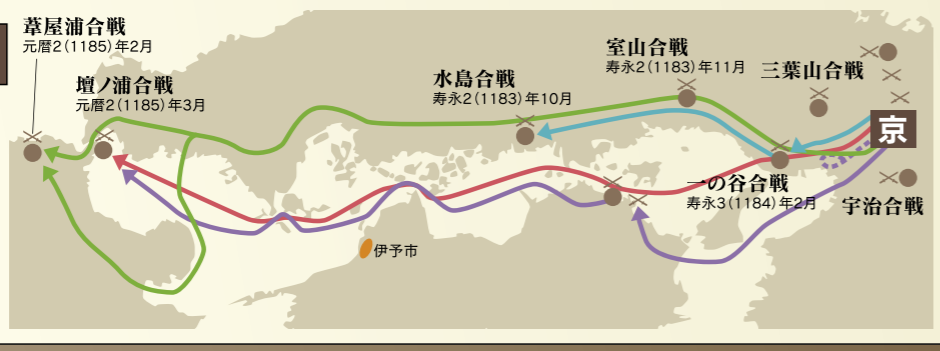 葦屋浦合戦
元暦2(1185)年2月
壇ノ浦合戦
元暦2(1185)年3月
水島合戦
寿永2(1183)年10月
室山合戦
寿永2(1183)年11月
三葉山合戦
京
一の谷合戦
寿永3(1184)年2月
宇治合戦
伊予市